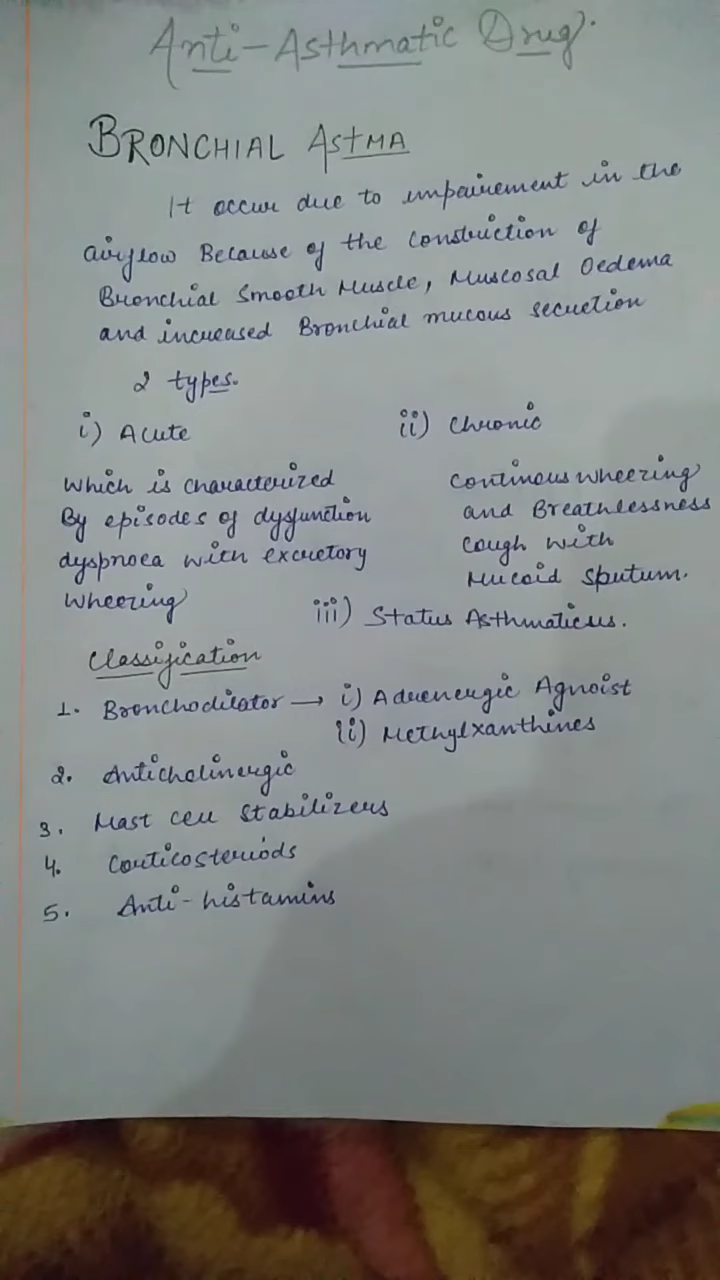 Anti-Asthmatic Drug.
BRONCHIAL ASTMA
It occur due to impairement in the
airflow Because of the construction of
Bronchial Smooth Muscle, Muscosal Oedema
and increased Bronchial mucous secretion
2 types.
i) Acute
ii) Chronic
Which is characterized
By episodes of dysfunction
dyspnoea with excretory
Wheezing
Continous wheezing
and Breathlessness
cough with
Mucoid Sputum.
iii) Status Asthmaticus.
Classification
1. Bronchodilator → i) Adrenergic Agnoist
ii) Methylxanthines
2. Anticholinergic
3. Mast cell Stabilizers
4. Corticosteriods
5. Anti-histamins